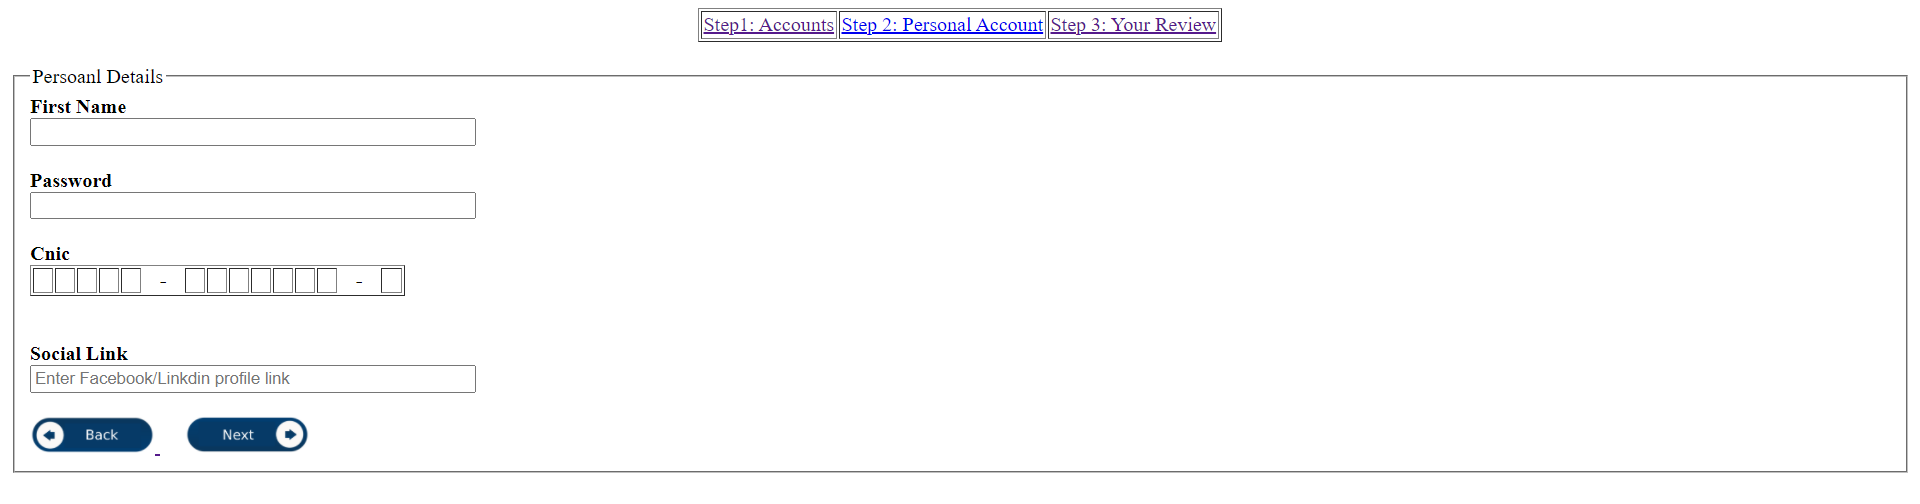 Step1: Accounts Step 2: Personal Account Step 3: Your Review
Persoanl Details
First Name
Password
Cnic
- -
Social Link
Enter Facebook/Linkdin profile link
Back Next